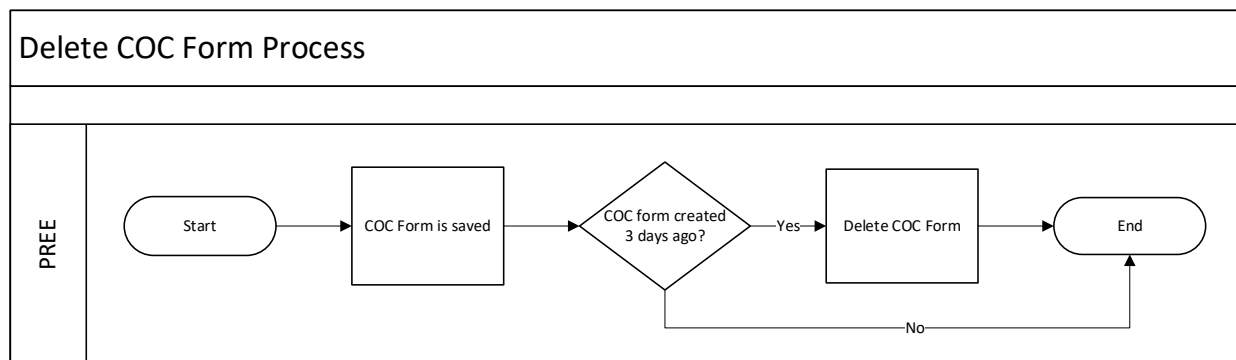 Delete COC Form Process
PREE
Start
COC Form is saved
COC form created
3 days ago?
Yes
Delete COC Form
End
No